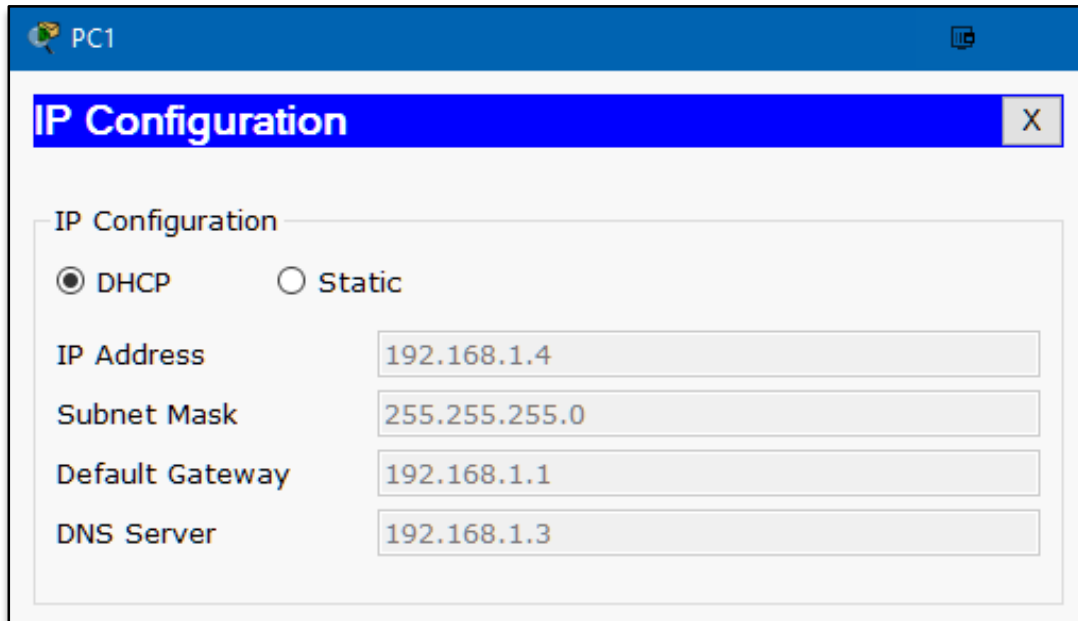 PC1
IP Configuration X
IP Configuration
DHCP Static
IP Address 192.168.1.4
Subnet Mask 255.255.255.0
Default Gateway 192.168.1.1
DNS Server 192.168.1.3